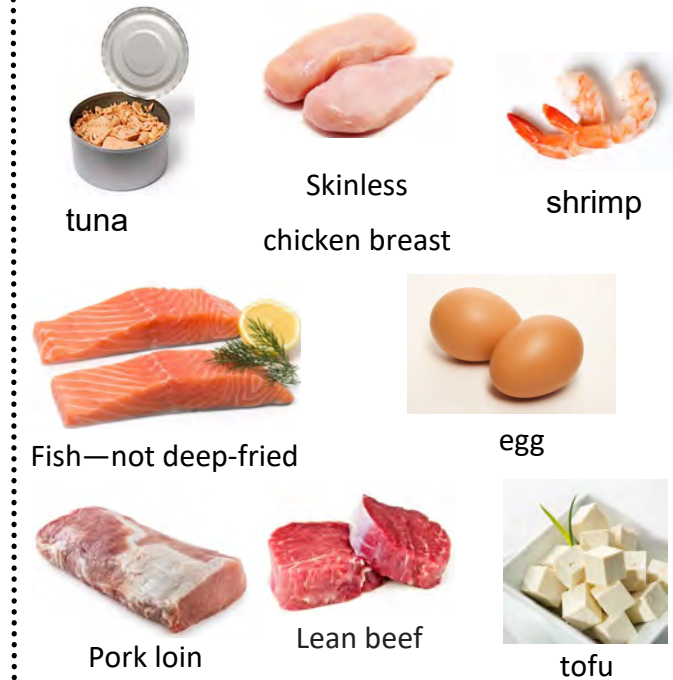 tuna
Skinless
chicken breast
shrimp
Fish—not deep-fried
egg
Pork loin
Lean beef
tofu